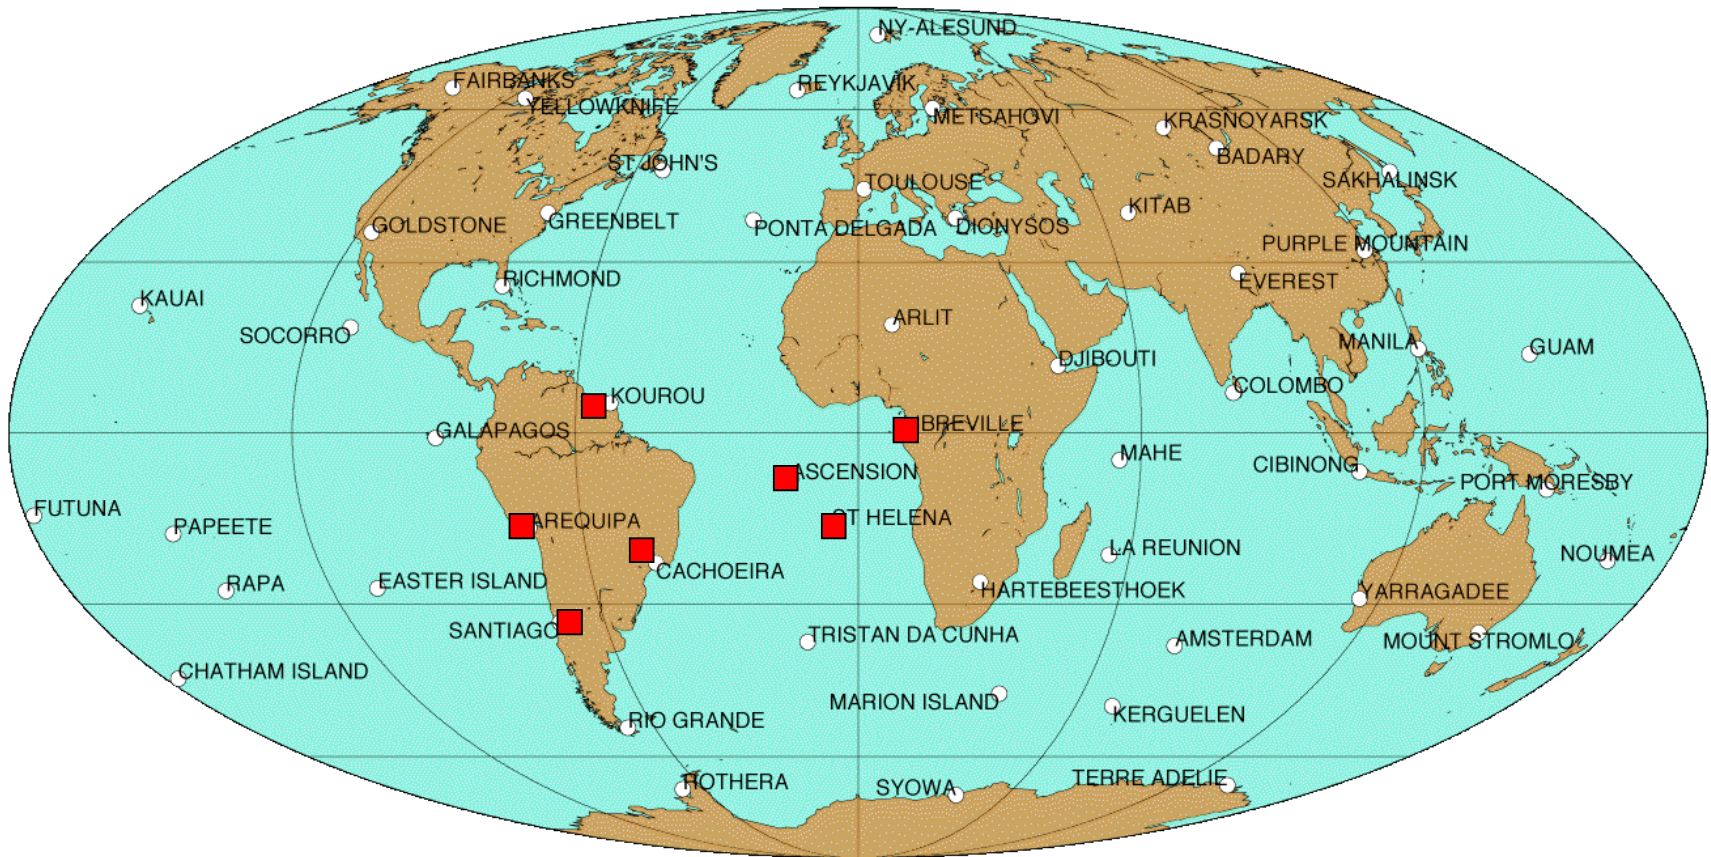 NY-ALESUND
FAIRBANKS
REYKJAVIK
YELLOWKNIFE
METSAHOVI
KRASNOYARSK
BADARY
ST JOHN'S
TOULOUSE
SAKHALINSK
KITAB
GOLDSTONE
GREENBELT
PONTA DELGADA
DIONYSOS
PURPLE MOUNTAIN
RICHMOND
EVEREST
KAUAI
SOCORRO
ARLIT
MANILA
GUAM
DJIBOUTI
COLOMBO
KOUROU
GALAPAGOS
IBREVILLE
MAHE
CIBINONG
ASCENSION
PORT MORESBY
FUTUNA
PAPEETE
AREQUIPA
ST HELENA
LA REUNION
NOUMEA
CACHOEIRA
RAPA
EASTER ISLAND
HARTEBEESTHOEK
YARRAGADEE
SANTIAGO
TRISTAN DA CUNHA
AMSTERDAM
MOUNT STROMLO
CHATHAM ISLAND
MARION ISLAND
KERGUELEN
RIO GRANDE
ROTHERA
SYOWA
TERRE ADELIE